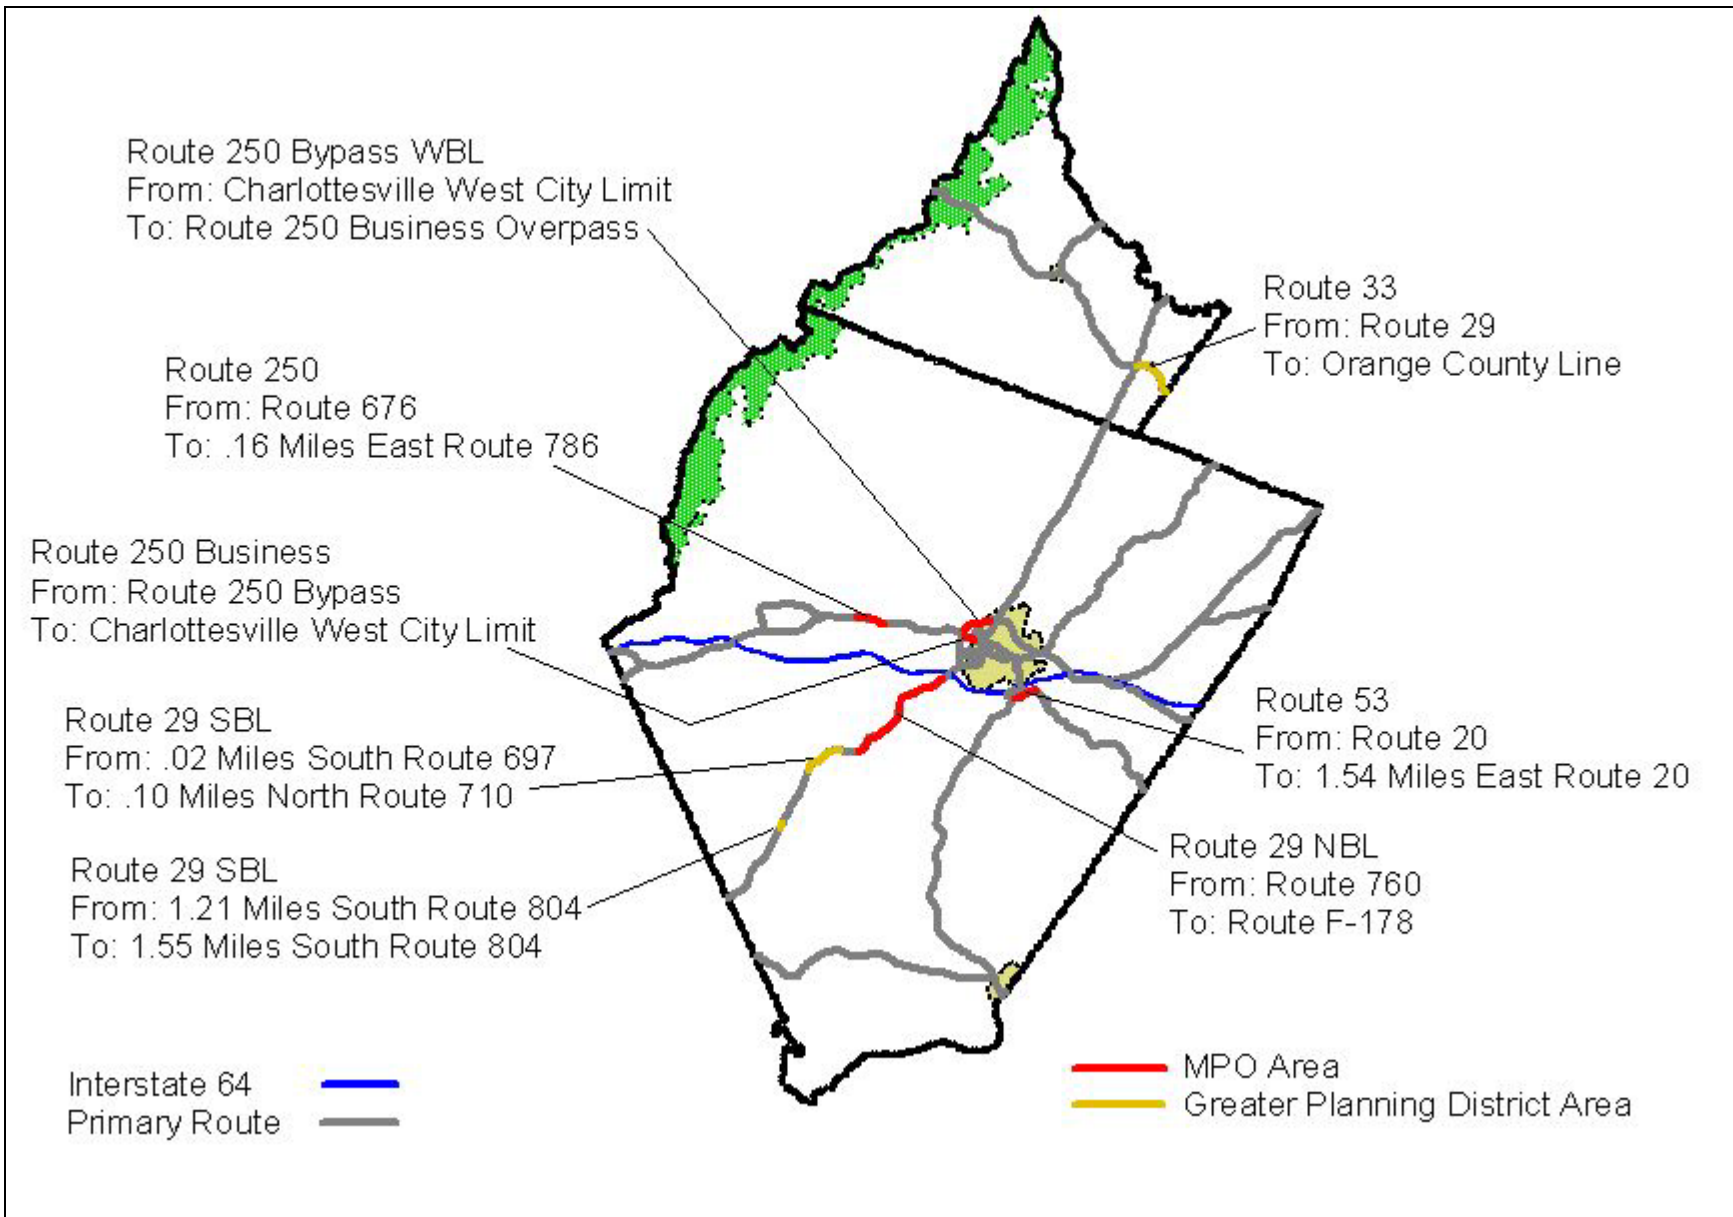 Route 250 Bypass WBL
From: Charlottesville West City Limit
To: Route 250 Business Overpass
Route 33
From: Route 29
To: Orange County Line
Route 250
From: Route 676
To: .16 Miles East Route 786
Route 250 Business
From: Route 250 Bypass
To: Charlottesville West City Limit
Route 29 SBL
From: .02 Miles South Route 697
To: .10 Miles North Route 710
Route 53
From: Route 20
To: 1.54 Miles East Route 20
Route 29 SBL
From: 1.21 Miles South Route 804
To: 1.55 Miles South Route 804
Route 29 NBL
From: Route 760
To: Route F-178
Interstate 64
Primary Route
MPO Area
Greater Planning District Area